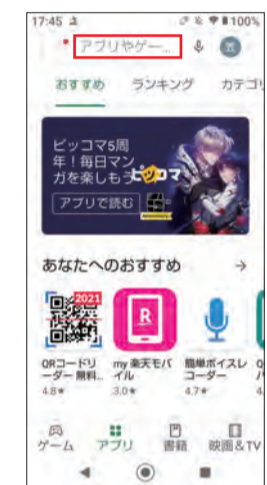 17:45
100%
アプリやゲー...
おすすめ ランキング カテゴリ
ピッコマ5周
年！毎日マン
ガを楽しもう
ピッコマ
アプリで読む
あなたへのおすすめ →
2021
R
QRコードリ
ーダー 無料..
4.8★
my 楽天モバ
イル
3.0★
簡単ボイスレ
コーダー
4.7★
ゲーム アプリ 書籍 映画＆TV